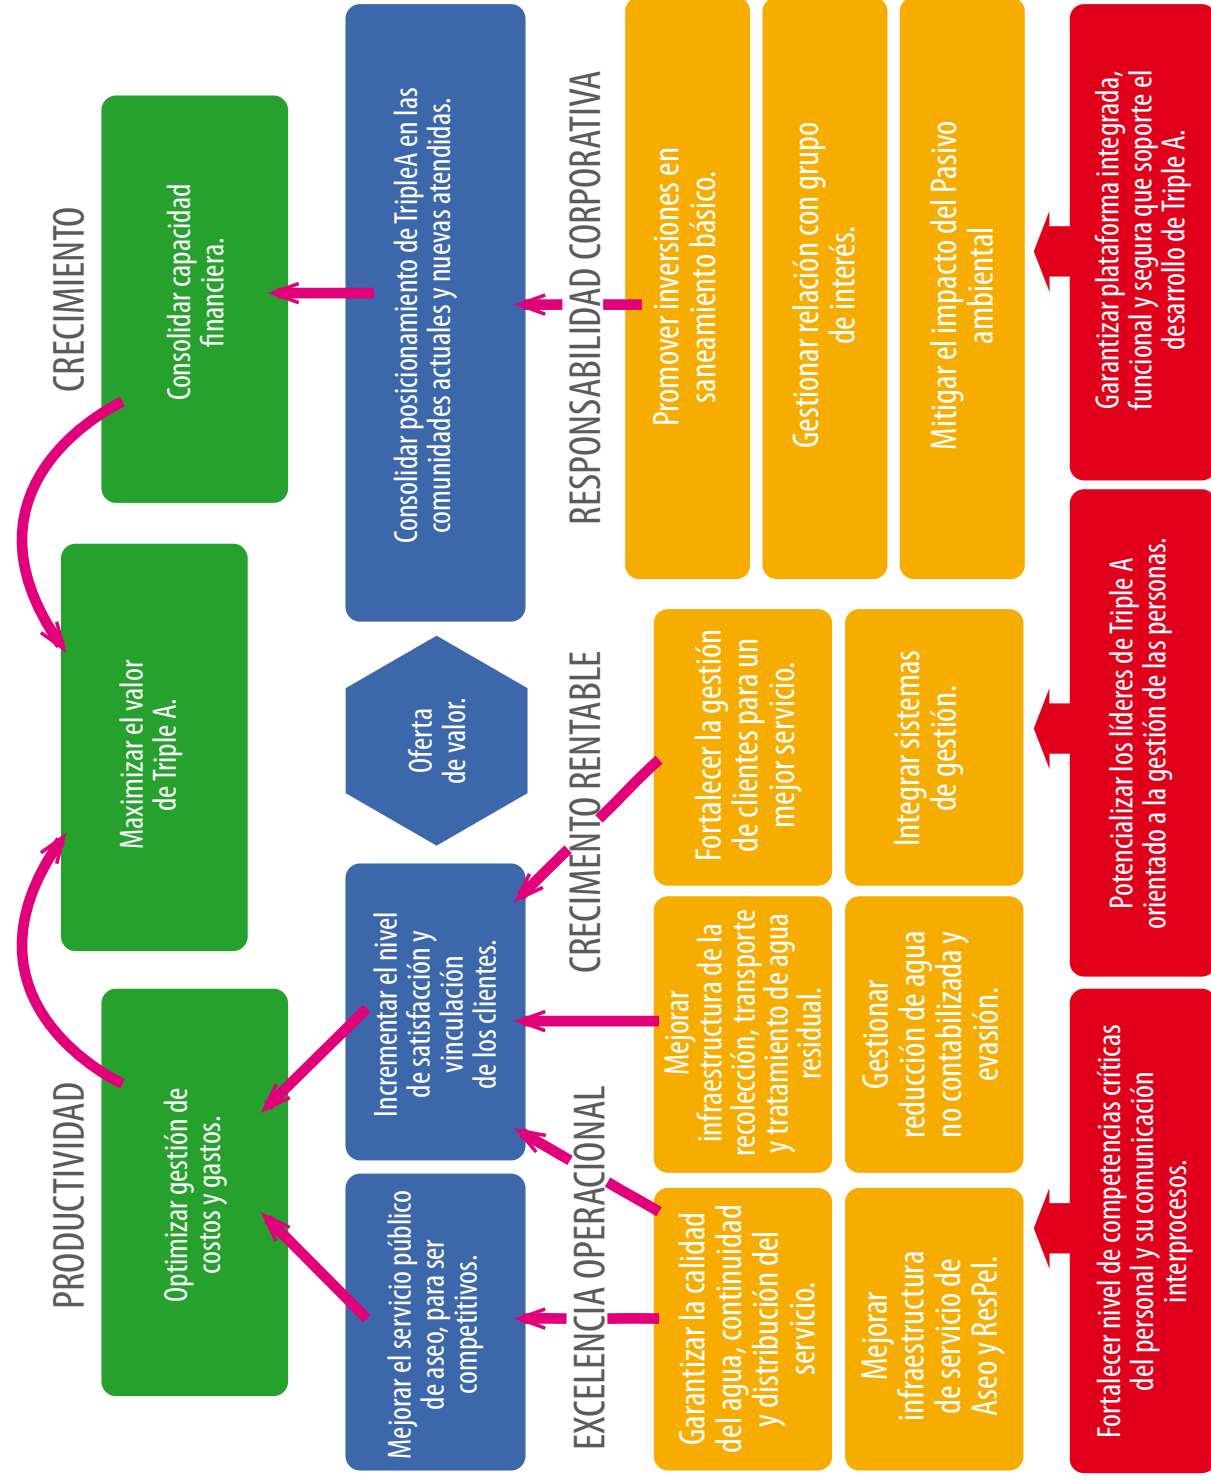 PRODUCTIVIDAD
CRECIMIENTO
Maximizar el valor
de Triple A.
Optimizar gestión de
costos y gastos.
Consolidar capacidad
financiera.
Mejorar el servicio público
de aseo, para ser
competitivos.
Incrementar el nivel
de satisfacción y
vinculación
de los clientes.
Oferta
de valor.
Consolidar posicionamiento de TripleA en las
comunidades actuales y nuevas atendidas.
EXCELENCIA OPERACIONAL
CRECIMENTO RENTABLE
RESPONSABILIDAD CORPORATIVA
Garantizar la calidad
del agua, continuidad
y distribución del
servicio.
Mejorar
infraestructura de la
recolección, transporte
y tratamiento de agua
residual.
Fortalecer la gestión
de clientes para un
mejor servicio.
Promover inversiones en
saneamiento básico.
Gestionar relación con grupo
de interés.
Mejorar
infraestructura
de servicio de
Aseo y ResPel.
Gestionar
reducción de agua
no contabilizada y
evasión.
Integrar sistemas
de gestión.
Mitigar el impacto del Pasivo
ambiental
Fortalecer nivel de competencias críticas
del personal y su comunicación
interprocesos.
Potencializar los líderes de Triple A
orientado a la gestión de las personas.
Garantizar plataforma integrada,
funcional y segura que soporte el
desarrollo de Triple A.